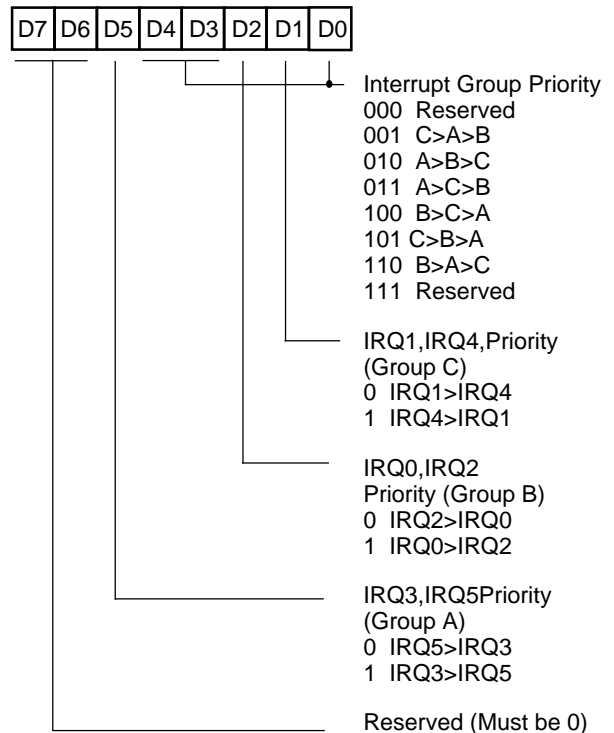 D7 D6 D5 D4 D3 D2 D1 D0
Interrupt Group Priority
000 Reserved
001 C>A>B
010 A>B>C
011 A>C>B
100 B>C>A
101 C>B>A
110 B>A>C
111 Reserved
IRQ1,IRQ4,Priority
(Group C)
0 IRQ1>IRQ4
1 IRQ4>IRQ1
IRQ0,IRQ2
Priority (Group B)
0 IRQ2>IRQ0
1 IRQ0>IRQ2
IRQ3,IRQ5Priority
(Group A)
0 IRQ5>IRQ3
1 IRQ3>IRQ5
Reserved (Must be 0)